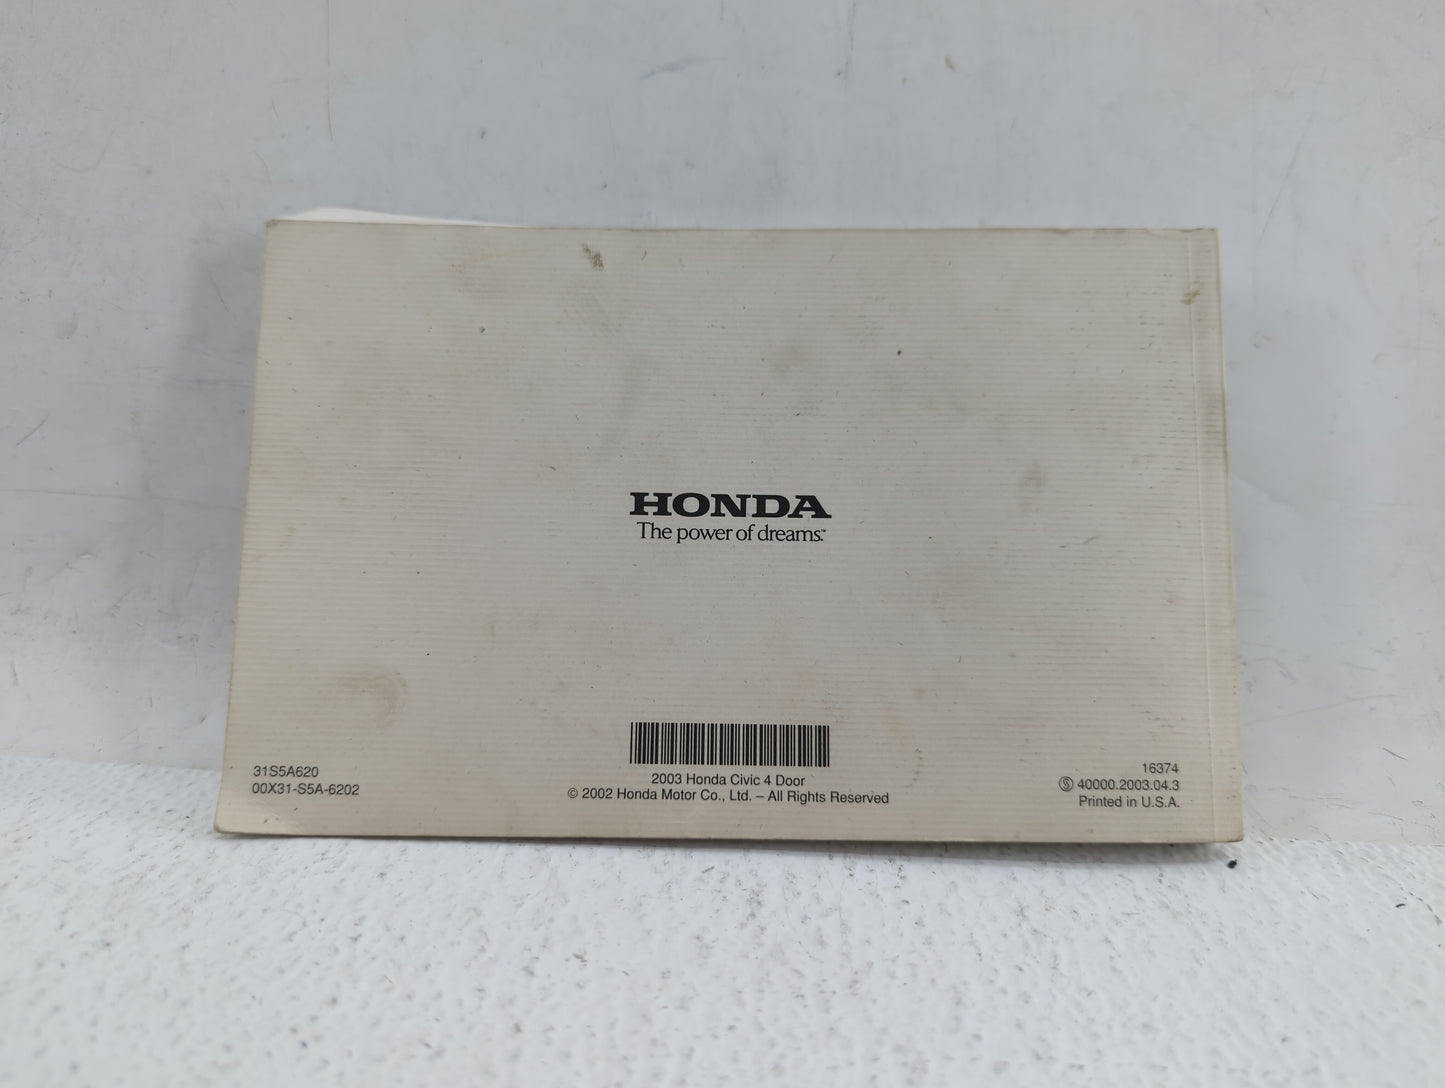 HONDA
The power of dreams.™
2003 Honda Civic 4 Door
© 2002 Honda Motor Co., Ltd. – All Rights Reserved
31S5A620
00X31-S5A-6202
16374
Ⓢ 40000.2003.04.3
Printed in U.S.A.